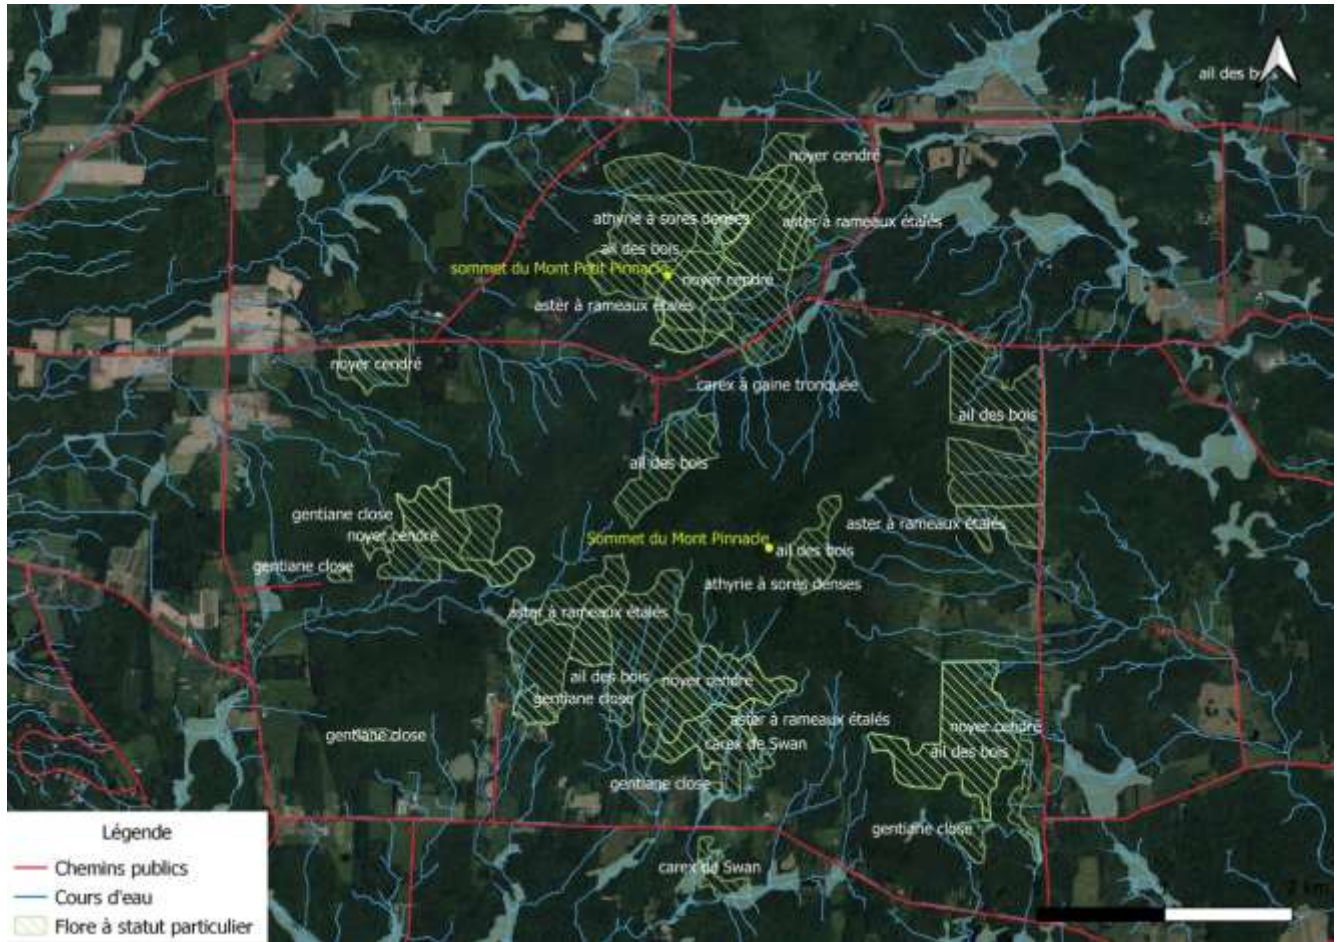 ail des bois
noyer cendré
athyrie à sores denses
aster à rameaux étalés
ail des bois
sommet du Mont Petit Pinnacle
noyer cendré
aster à rameaux étalés
noyer cendré
carex à gaine tronquée
ail des bois
ail des bois
gentiane close
aster à rameaux étalés
noyer cendré
Sommet du Mont Pinnacle
ail des bois
gentiane close
athyrie à sores denses
aster à rameaux étalés
ail des bois
noyer cendré
gentiane close
aster à rameaux étalés
noyer cendré
gentiane close
carex de Swan
ail des bois
gentiane close
gentiane close
carex de Swan
Légende
Chemins publics
Cours d'eau
Flore à statut particulier
2 km